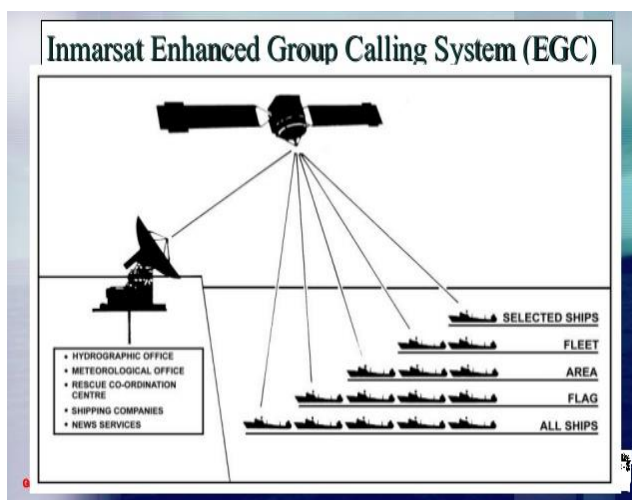 Inmarsat Enhanced Group Calling System (EGC)
SELECTED SHIPS
FLEET
AREA
FLAG
ALL SHIPS
• HYDROGRAPHIC OFFICE
• METEOROLOGICAL OFFICE
• RESCUE CO-ORDINATION
CENTRE
• SHIPPING COMPANIES
• NEWS SERVICES